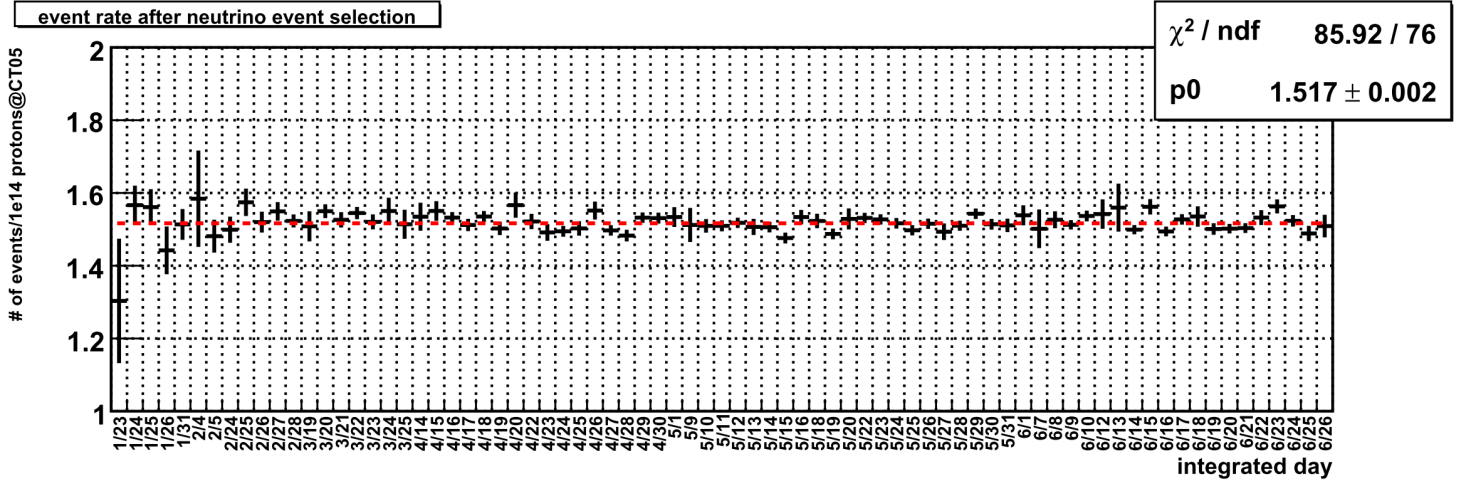 event rate after neutrino event selection
χ² / ndf 85.92 / 76
p0 1.517 ± 0.002
# of events/1e14 protons@CT05
2
1.8
1.6
1.4
1.2
1
1/23 1/24 1/25 1/26 1/31 2/4 2/5 2/24 2/25 2/26 2/27 2/28 3/19 3/20 3/21 3/22 3/23 3/24 3/25 4/14 4/15 4/16 4/17 4/18 4/19 4/20 4/22 4/23 4/24 4/25 4/26 4/27 4/28 4/29 4/30 5/1 5/9 5/10 5/11 5/12 5/13 5/14 5/15 5/16 5/18 5/19 5/20 5/22 5/23 5/24 5/25 5/26 5/27 5/28 5/29 5/30 5/31 6/1 6/7 6/8 6/9 6/10 6/12 6/13 6/14 6/15 6/16 6/17 6/18 6/19 6/20 6/21 6/22 6/23 6/24 6/25 6/26
integrated day